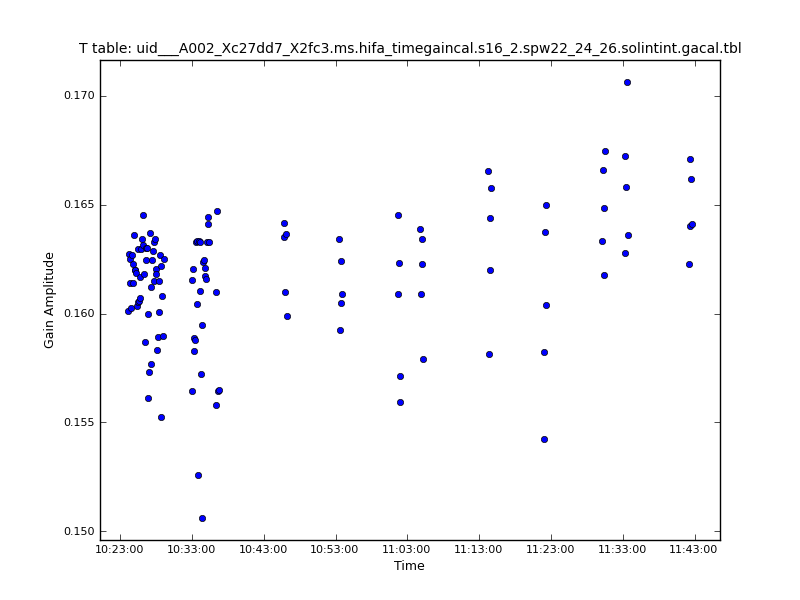 T table: uid___A002_Xc27dd7_X2fc3.ms.hifa_timegaincal.s16_2.spw22_24_26.solintint.gacal.tbl
0.170
0.165
0.160
0.155
0.150
Gain Amplitude
10:23:00 10:33:00 10:43:00 10:53:00 11:03:00 11:13:00 11:23:00 11:33:00 11:43:00
Time